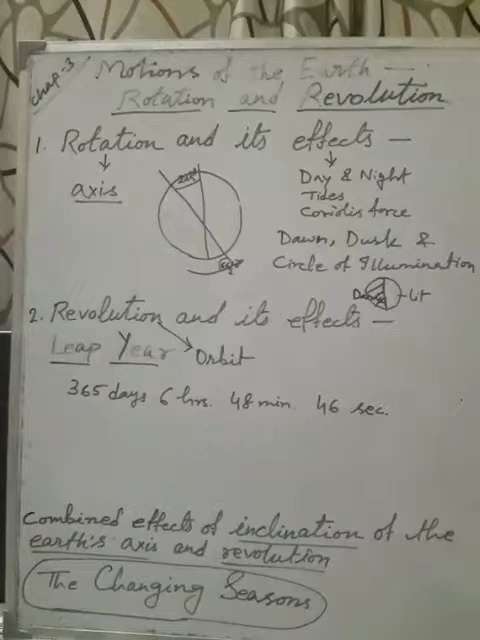 Chap. 3
Motions of the Earth —
Rotation and Revolution
1. Rotation and its effects —
axis
Day & Night
Tides
Coriolis force
Dawn, Dusk &
Circle of Illumination
Lit
2. Revolution and its effects —
Leap Year
Orbit
365 days 6 hrs. 48 min. 46 sec.
Combined effects of inclination of the
earth's axis and revolution
The Changing Seasons